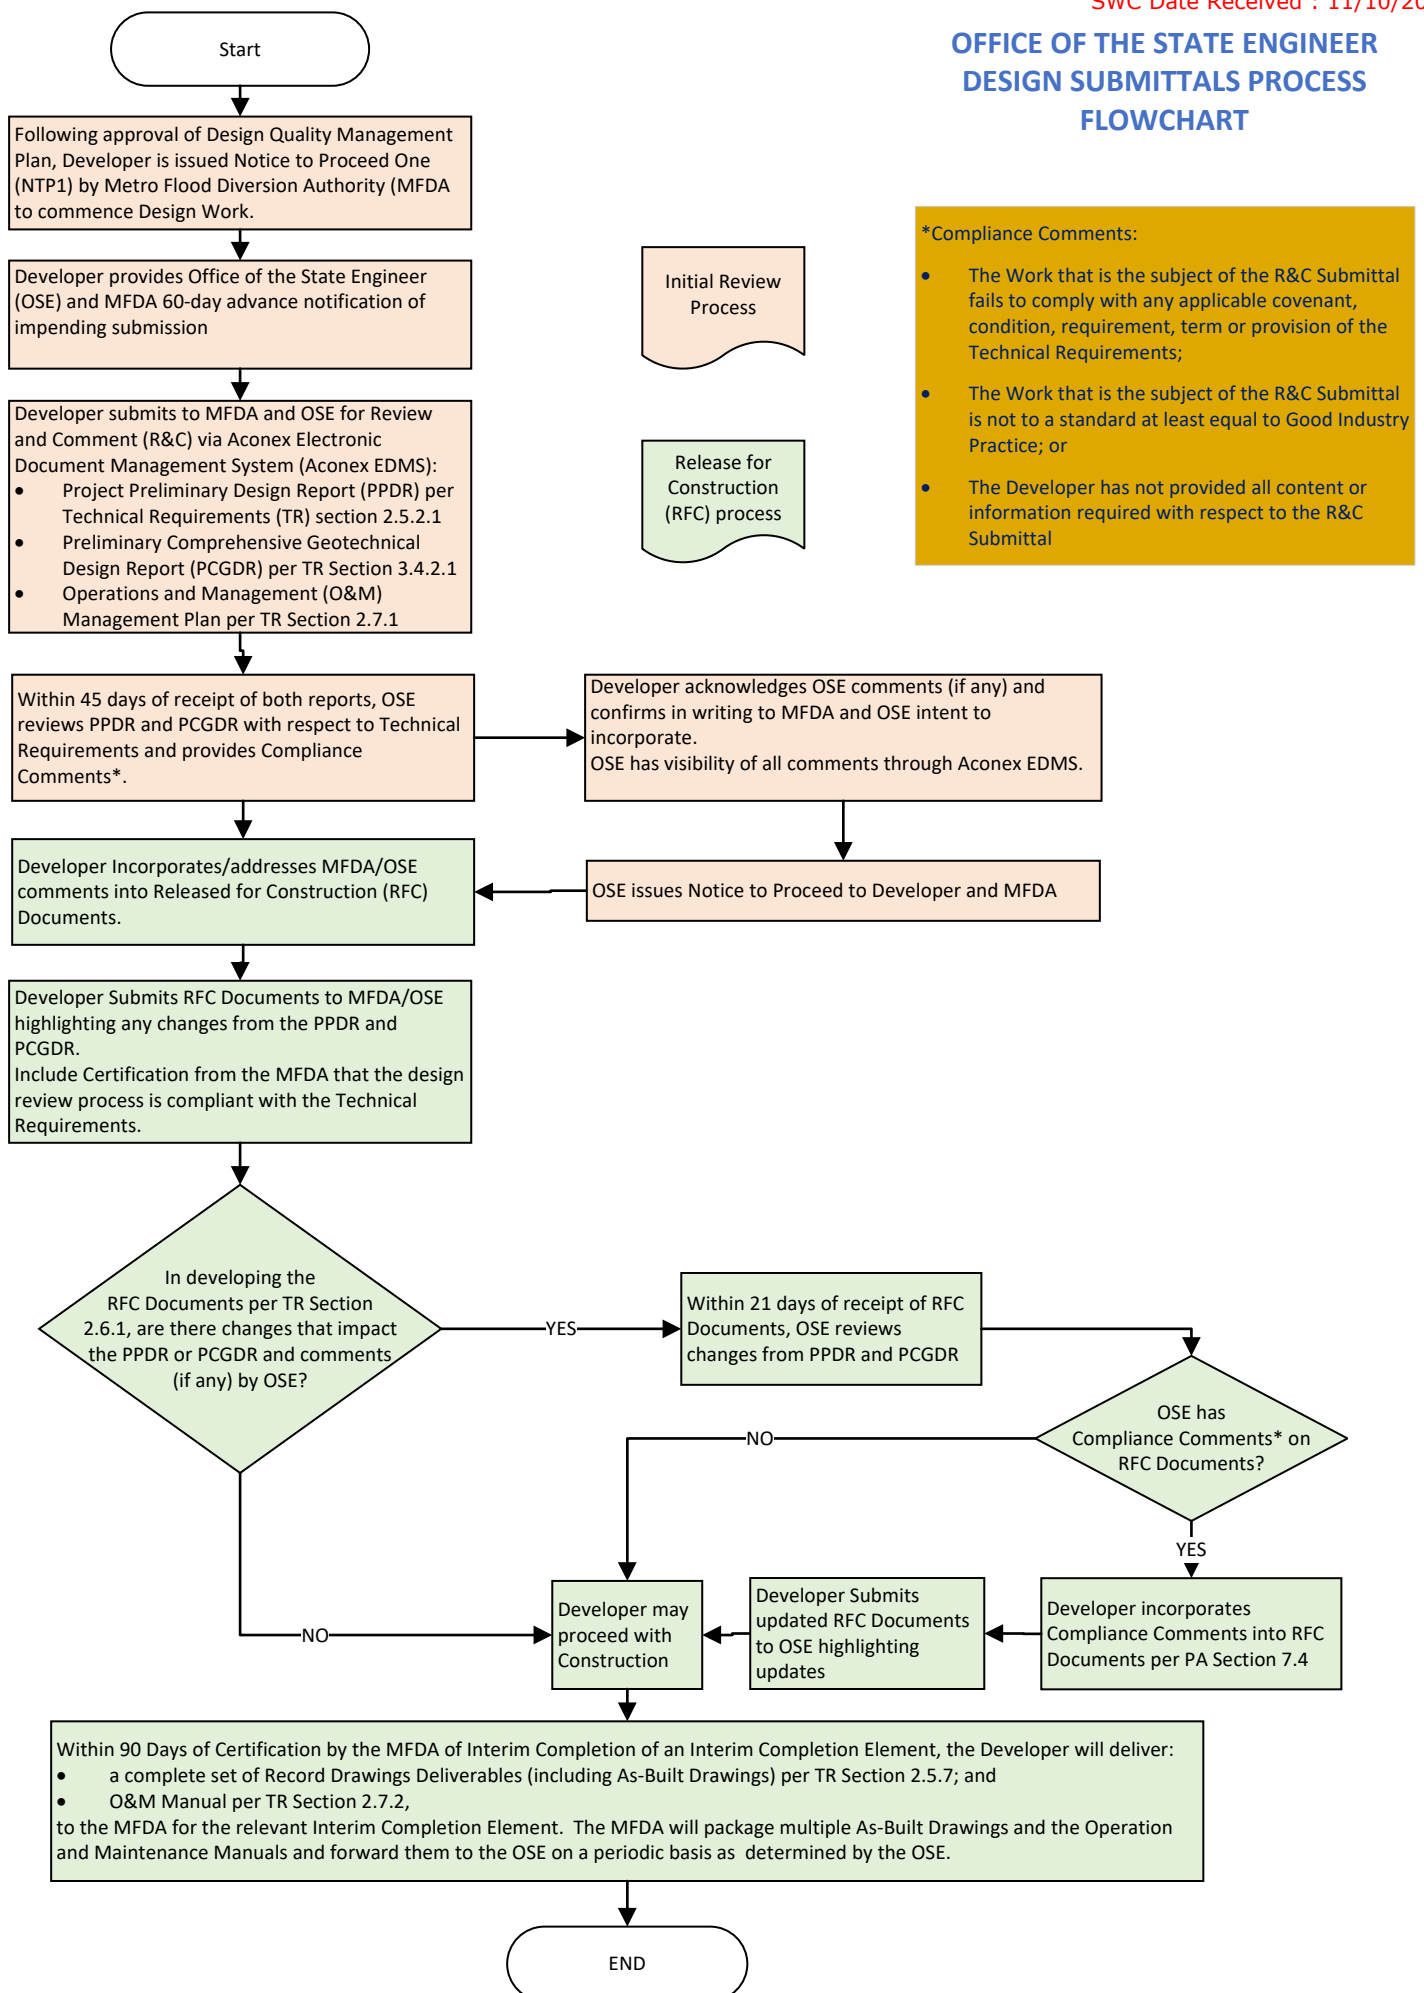 SWC Date Received : 11/10/20
OFFICE OF THE STATE ENGINEER
DESIGN SUBMITTALS PROCESS
FLOWCHART
Start
Following approval of Design Quality Management
Plan, Developer is issued Notice to Proceed One
(NTP1) by Metro Flood Diversion Authority (MFDA
to commence Design Work.
Developer provides Office of the State Engineer
(OSE) and MFDA 60-day advance notification of
impending submission
Developer submits to MFDA and OSE for Review
and Comment (R&C) via Aconex Electronic
Document Management System (Aconex EDMS):
• Project Preliminary Design Report (PPDR) per
Technical Requirements (TR) section 2.5.2.1
• Preliminary Comprehensive Geotechnical
Design Report (PCGDR) per TR Section 3.4.2.1
• Operations and Management (O&M)
Management Plan per TR Section 2.7.1
Initial Review
Process
Release for
Construction
(RFC) process
*Compliance Comments:
• The Work that is the subject of the R&C Submittal
fails to comply with any applicable covenant,
condition, requirement, term or provision of the
Technical Requirements;
• The Work that is the subject of the R&C Submittal
is not to a standard at least equal to Good Industry
Practice; or
• The Developer has not provided all content or
information required with respect to the R&C
Submittal
Within 45 days of receipt of both reports, OSE
reviews PPDR and PCGDR with respect to Technical
Requirements and provides Compliance
Comments*.
Developer acknowledges OSE comments (if any) and
confirms in writing to MFDA and OSE intent to
incorporate.
OSE has visibility of all comments through Aconex EDMS.
OSE issues Notice to Proceed to Developer and MFDA
Developer Incorporates/addresses MFDA/OSE
comments into Released for Construction (RFC)
Documents.
Developer Submits RFC Documents to MFDA/OSE
highlighting any changes from the PPDR and
PCGDR.
Include Certification from the MFDA that the design
review process is compliant with the Technical
Requirements.
In developing the
RFC Documents per TR Section
2.6.1, are there changes that impact
the PPDR or PCGDR and comments
(if any) by OSE?
YES
Within 21 days of receipt of RFC
Documents, OSE reviews
changes from PPDR and PCGDR
OSE has
Compliance Comments* on
RFC Documents?
NO
YES
NO
Developer may
proceed with
Construction
Developer Submits
updated RFC Documents
to OSE highlighting
updates
Developer incorporates
Compliance Comments into RFC
Documents per PA Section 7.4
Within 90 Days of Certification by the MFDA of Interim Completion of an Interim Completion Element, the Developer will deliver:
• a complete set of Record Drawings Deliverables (including As-Built Drawings) per TR Section 2.5.7; and
• O&M Manual per TR Section 2.7.2,
to the MFDA for the relevant Interim Completion Element. The MFDA will package multiple As-Built Drawings and the Operation
and Maintenance Manuals and forward them to the OSE on a periodic basis as determined by the OSE.
END